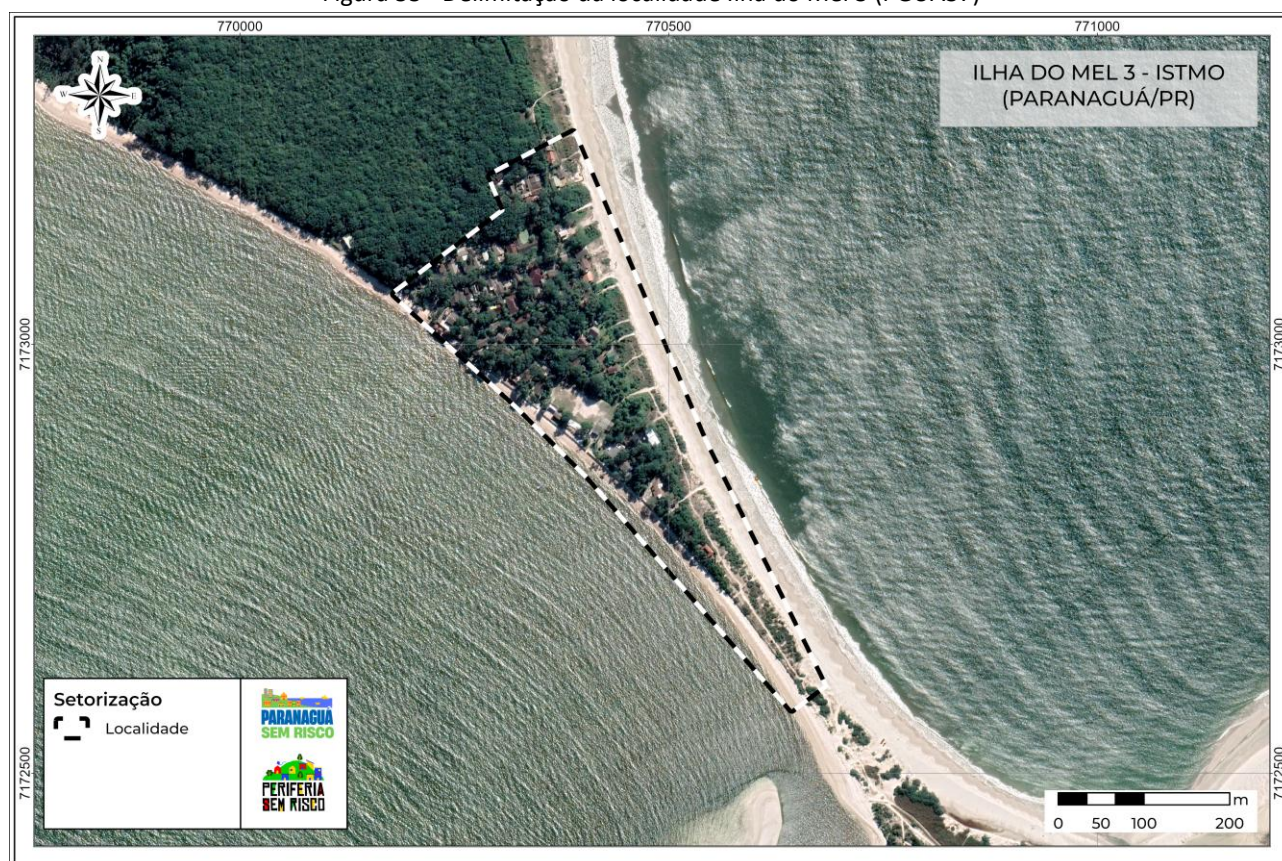 770000
770500
771000
ILHA DO MEL 3 - ISTMO
(PARANAGUÁ/PR)
N
W
E
S
7173000
7173000
7172500
7172500
Setorização
Localidade
PARANAGUÁ
SEM RISCO
PERIFERIA
SEM RISCO
m
0 50 100 200